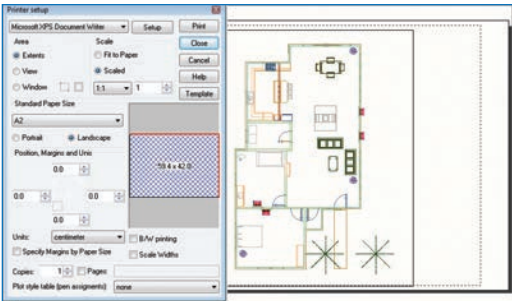 Printer setup
Microsoft XPS Document Writer Setup Print
Area Scale Close
Extents Fit to Paper Cancel
View Scaled Help
Window 1:1 1 Template
Standard Paper Size
A2
Portrait Landscape
Position, Margins and Unis
0.0
59.4 x 42.0
0.0 0.0
0.0
Units: centimeter B/W printing
Specify Margins by Paper Size Scale Widths
Copies: 1 Pages
Plot style table (pen assigments): none